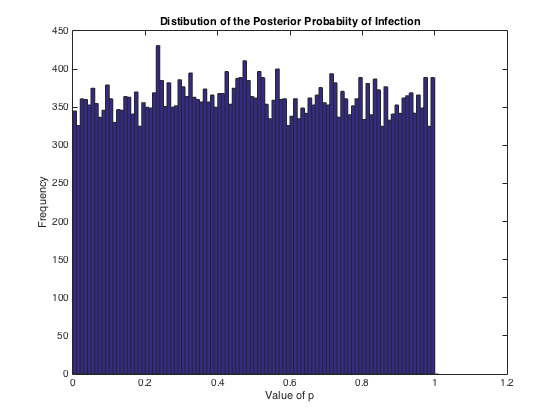 Distibution of the Posterior Probabiity of Infection
450
400
350
300
250
200
150
100
50
0
Frequency
0 0.2 0.4 0.6 0.8 1 1.2
Value of p